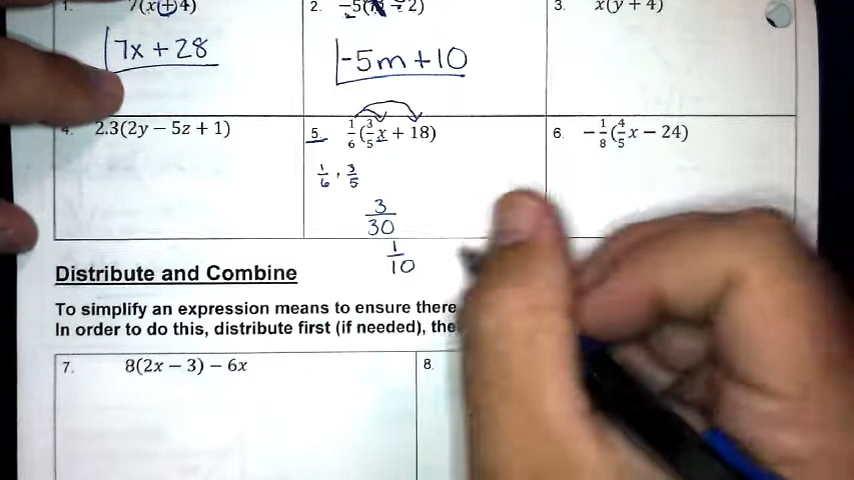 1. 7(x + 4)
7x + 28
2. −5( − 2)
-5m + 10
3. x(y + 4)
4. 2.3(2y − 5z + 1)
5. 1/6(3/5x + 18)
1/6 · 3/5
3/30
1/10
6. −1/8(4/5x − 24)
Distribute and Combine
To simplify an expression means to ensure there
In order to do this, distribute first (if needed), the
7. 8(2x − 3) − 6x
8.